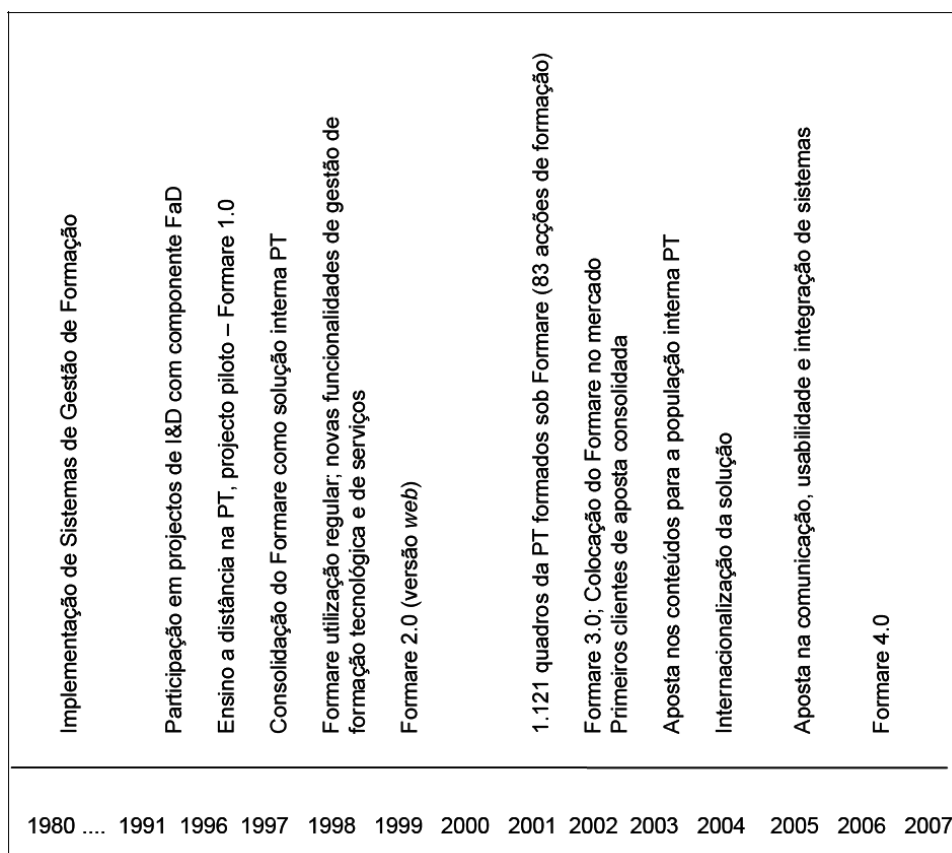 Implementação de Sistemas de Gestão de Formação
Participação em projectos de I&D com componente FaD
Ensino a distância na PT, projecto piloto – Formare 1.0
Consolidação do Formare como solução interna PT
Formare utilização regular; novas funcionalidades de gestão de
formação tecnológica e de serviços
Formare 2.0 (versão web)
1.121 quadros da PT formados sob Formare (83 acções de formação)
Formare 3.0; Colocação do Formare no mercado
Primeiros clientes de aposta consolidada
Aposta nos conteúdos para a população interna PT
Internacionalização da solução
Aposta na comunicação, usabilidade e integração de sistemas
Formare 4.0
1980 .... 1991 1996 1997 1998 1999 2000 2001 2002 2003 2004 2005 2006 2007